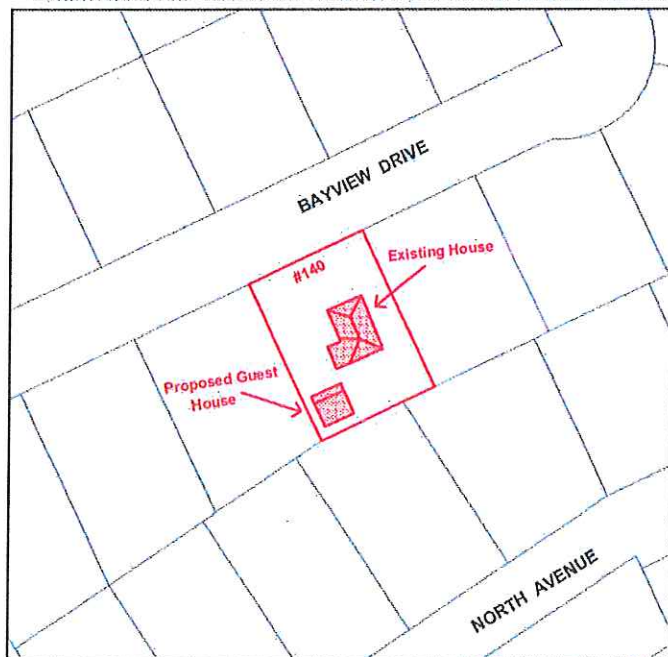 BAYVIEW DRIVE
#140
Existing House
Proposed Guest
House
NORTH AVENUE